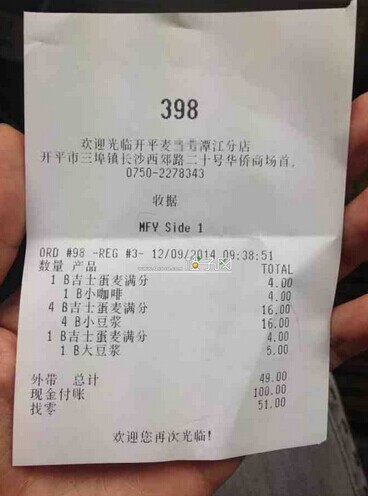 398
欢迎光临开平麦当劳潭江分店
开平市三埠镇长沙西郊路二十号华侨商场首。
0750-2278343
收据
MFY Side 1
ORD #98 -REG #3- 12/09/2014 09:38:51
数量 产品 TOTAL
1 B吉士蛋麦满分 4.00
1 B小咖啡 4.00
4 B吉士蛋麦满分 16.00
4 B小豆浆 16.00
1 B吉士蛋麦满分 4.00
1 B大豆浆 5.00
外带 总计 49.00
现金付帐 100.00
找零 51.00
欢迎您再次光临!